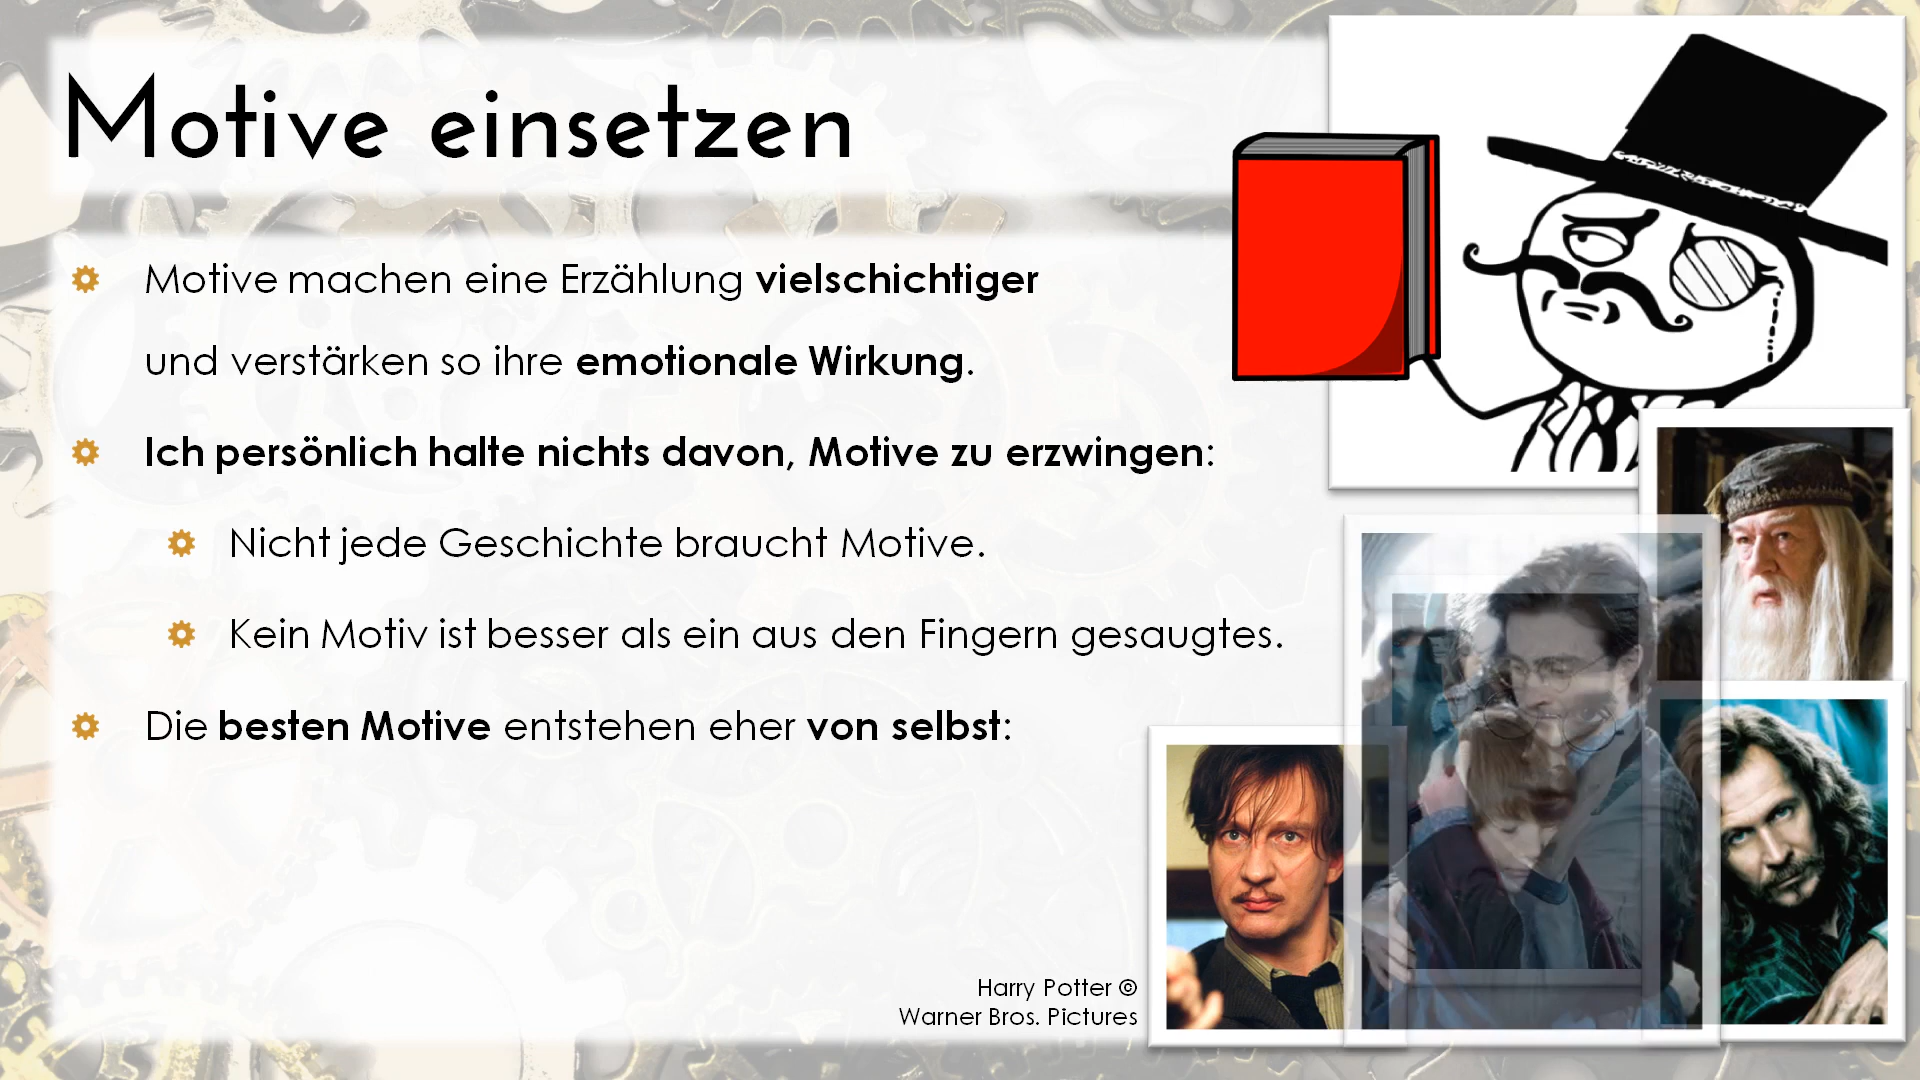 Motive einsetzen
Motive machen eine Erzählung vielschichtiger
und verstärken so ihre emotionale Wirkung.
Ich persönlich halte nichts davon, Motive zu erzwingen:
Nicht jede Geschichte braucht Motive.
Kein Motiv ist besser als ein aus den Fingern gesaugtes.
Die besten Motive entstehen eher von selbst:
Harry Potter ©
Warner Bros. Pictures